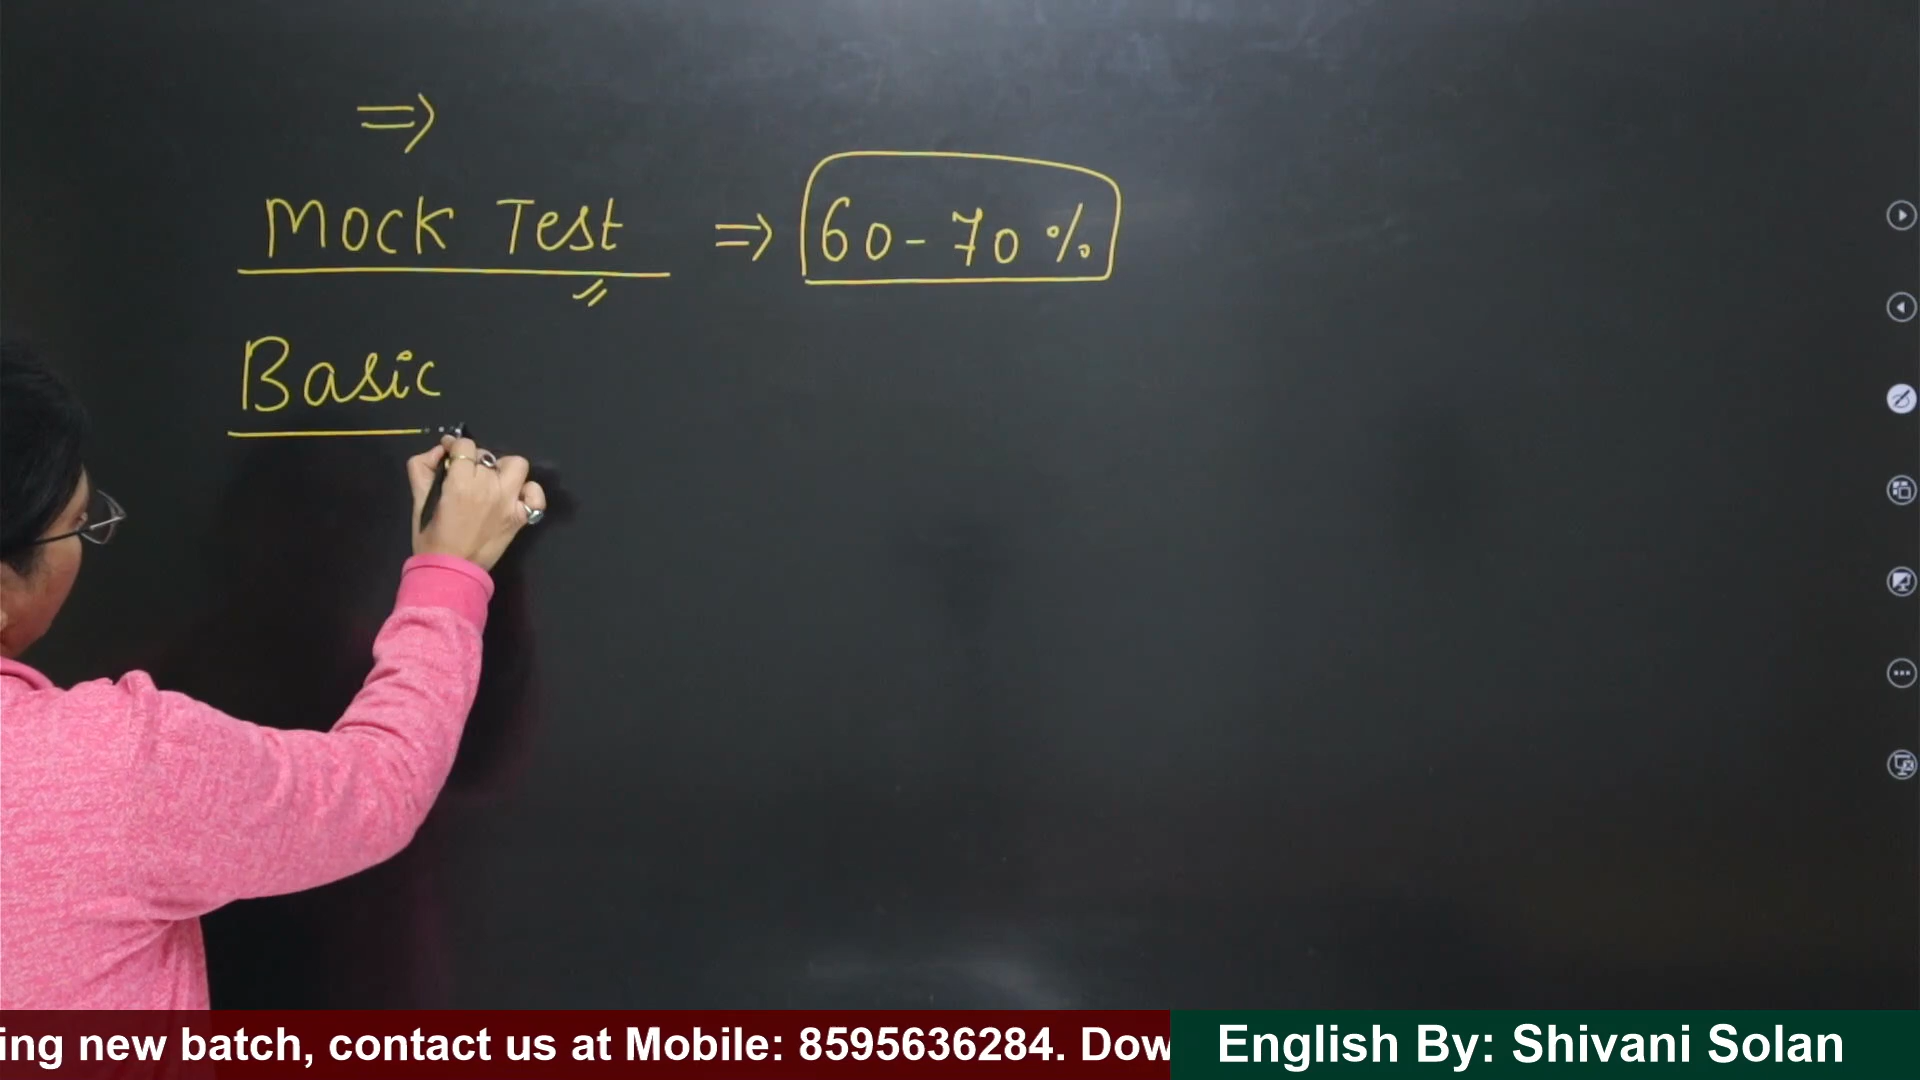 ⇒
Mock Test ⇒ 60-70%
Basic
ing new batch, contact us at Mobile: 8595636284. Dow
English By: Shivani Solan